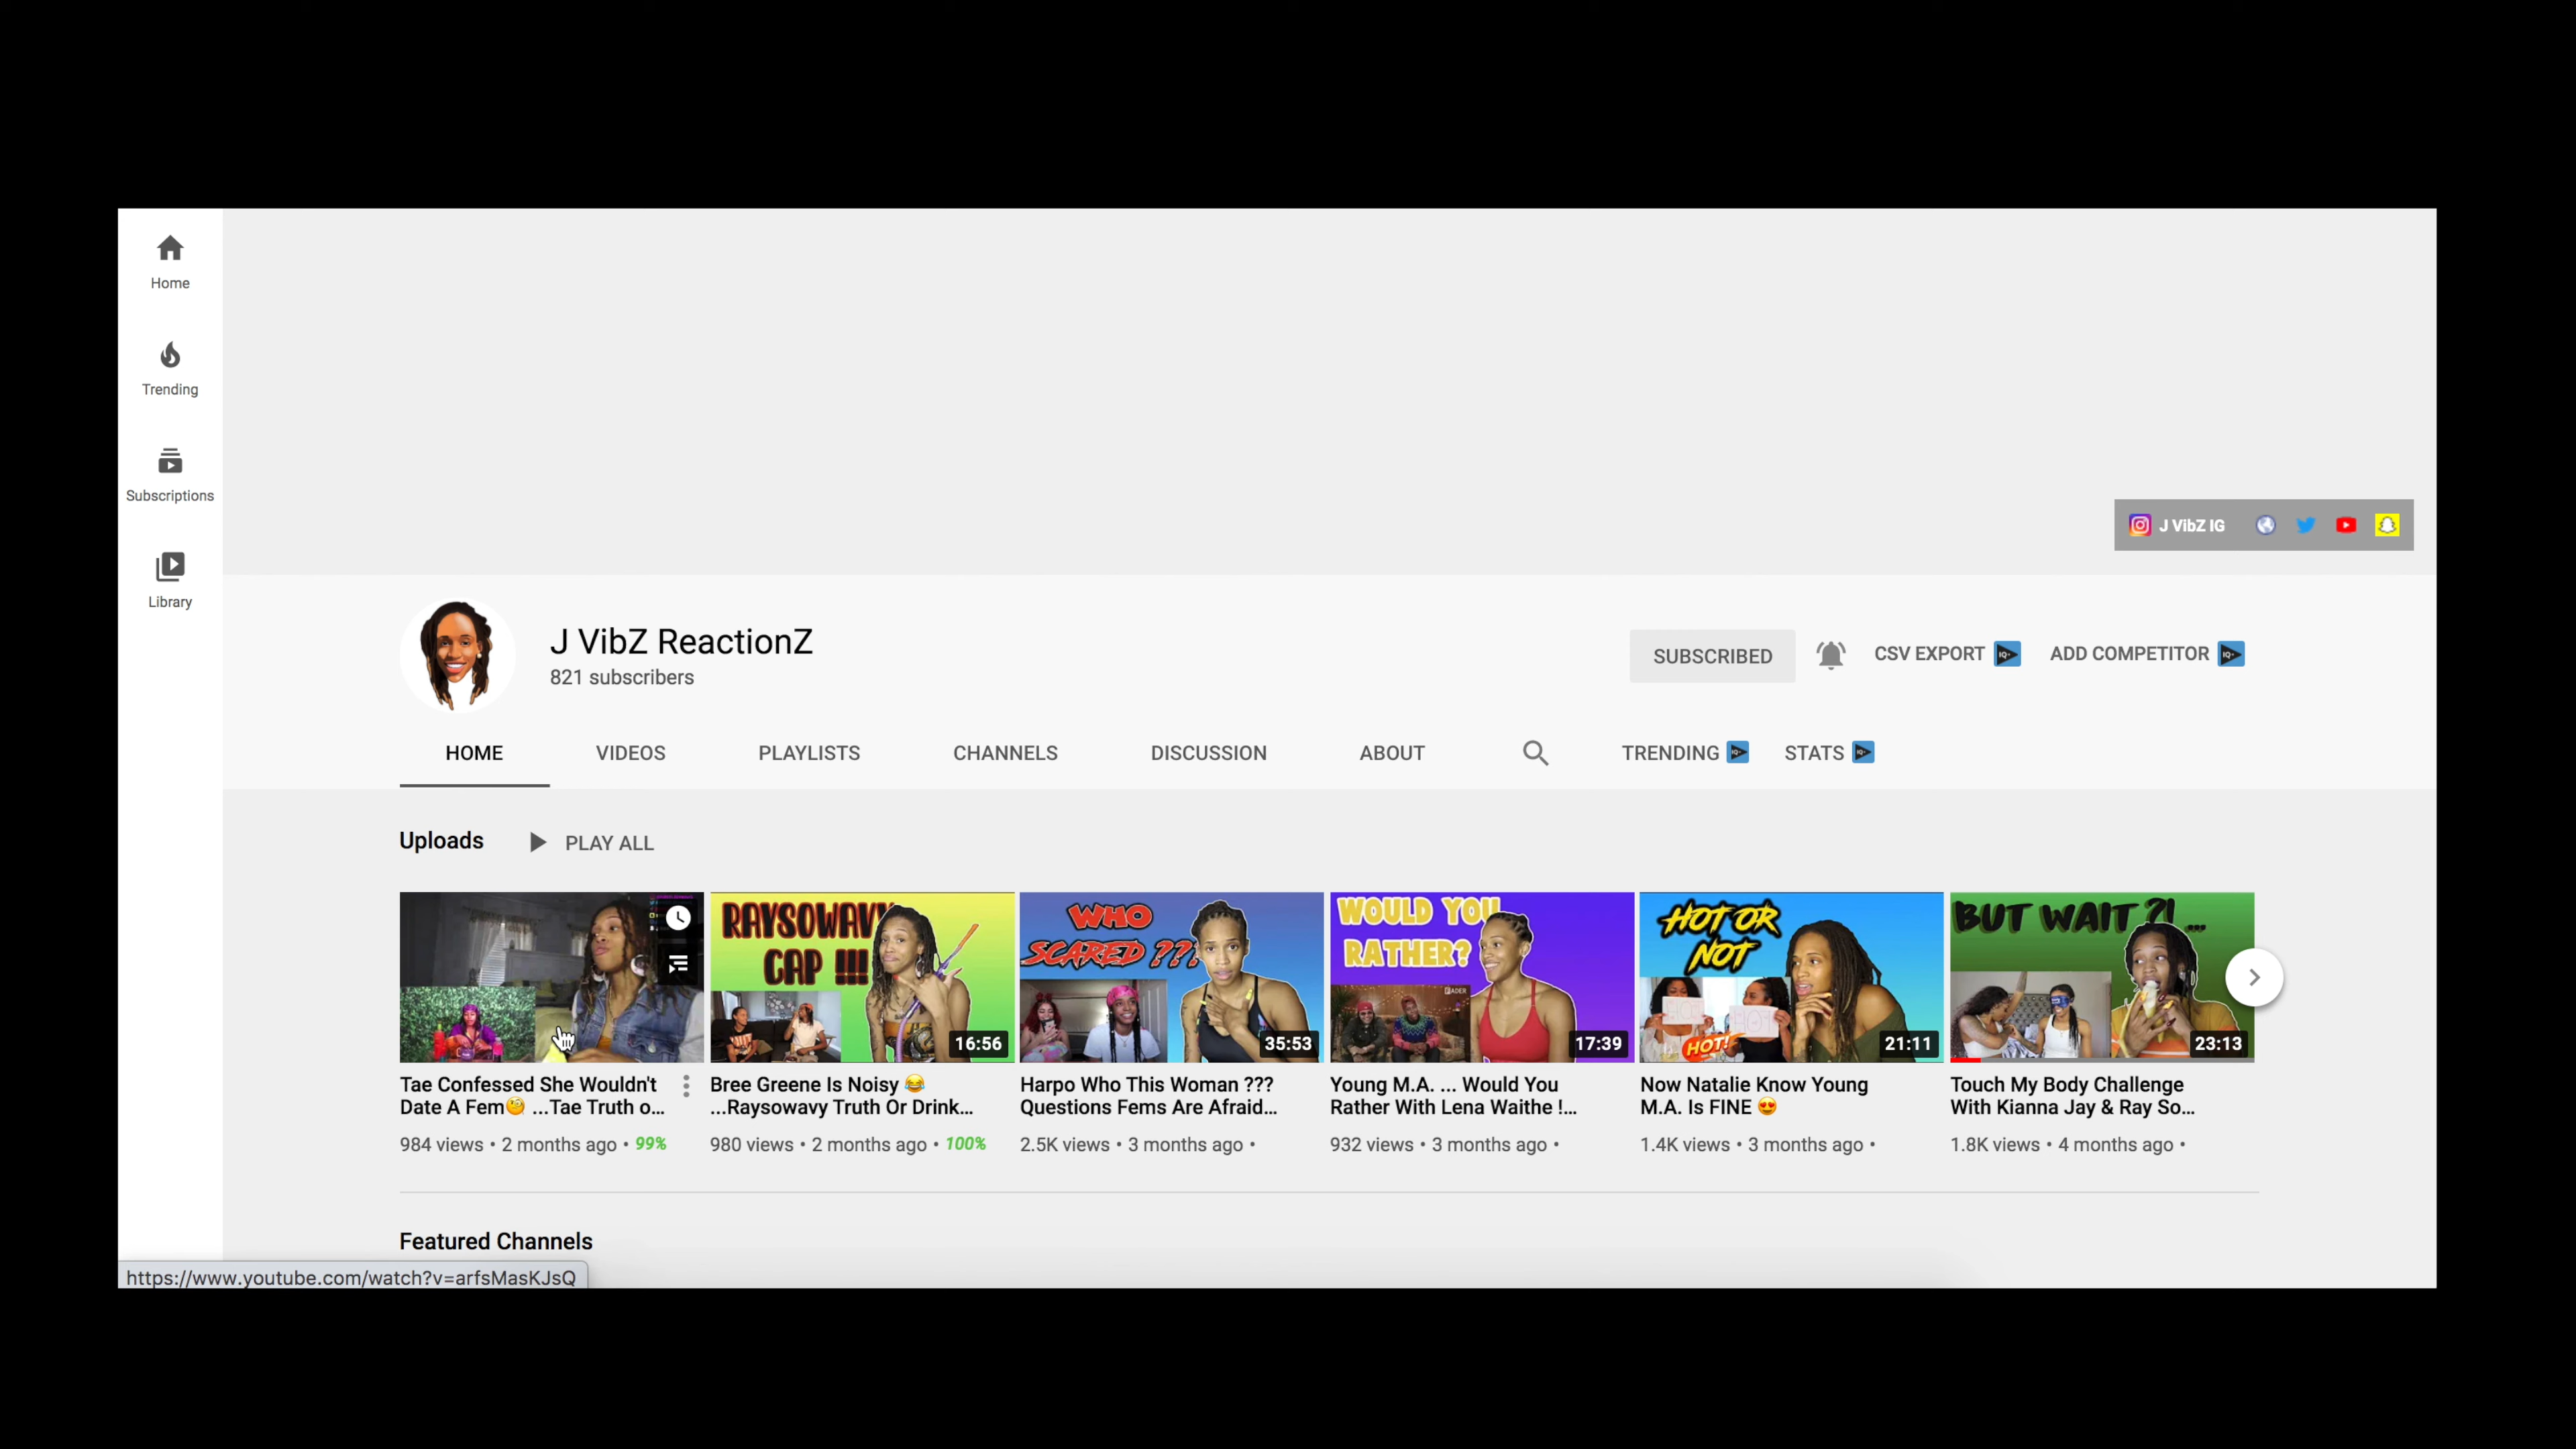 Home
Trending
Subscriptions
Library
J VibZ IG
J VibZ ReactionZ
821 subscribers
SUBSCRIBED
CSV EXPORT
ADD COMPETITOR
HOME
VIDEOS
PLAYLISTS
CHANNELS
DISCUSSION
ABOUT
TRENDING
STATS
Uploads
PLAY ALL
RAYSOWAVY
CAP !!!
16:56
WHO
SCARED ???
35:53
WOULD YOU
RATHER?
FADER
17:39
HOT OR
NOT
HOT
HOT!
21:11
BUT WAIT ?! ...
23:13
Tae Confessed She Wouldn't
Date A Fem🧐 ...Tae Truth o...
984 views • 2 months ago • 99%
Bree Greene Is Noisy 😂
...Raysowavy Truth Or Drink...
980 views • 2 months ago • 100%
Harpo Who This Woman ???
Questions Fems Are Afraid...
2.5K views • 3 months ago •
Young M.A. ... Would You
Rather With Lena Waithe !...
932 views • 3 months ago •
Now Natalie Know Young
M.A. Is FINE 😍
1.4K views • 3 months ago •
Touch My Body Challenge
With Kianna Jay & Ray So...
1.8K views • 4 months ago •
Featured Channels
https://www.youtube.com/watch?v=arfsMasKJsQ